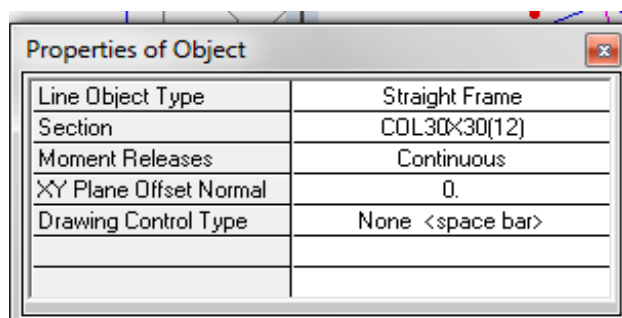 Properties of Object
Line Object Type Straight Frame
Section COL30X30(12)
Moment Releases Continuous
XY Plane Offset Normal 0.
Drawing Control Type None <space bar>